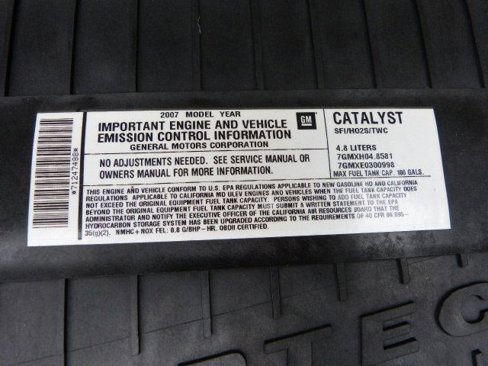 2007 MODEL YEAR
IMPORTANT ENGINE AND VEHICLE
EMISSION CONTROL INFORMATION
GENERAL MOTORS CORPORATION
GM
NO ADJUSTMENTS NEEDED. SEE SERVICE MANUAL OR
OWNERS MANUAL FOR MORE INFORMATION.
CATALYST
SFI/HO2S/TWC
4.8 LITERS
7GMXH04.8581
7GMXE0300998
MAX FUEL TANK CAP. 100 GALS.
*71247488*
THIS ENGINE AND VEHICLE CONFORM TO U.S. EPA REGULATIONS APPLICABLE TO NEW GASOLINE HD AND CALIFORNIA
REGULATIONS APPLICABLE TO CALIFORNIA MD ULEV ENGINES AND VEHICLES WHEN THE FUEL TANK CAPACITY DOES
NOT EXCEED THE ORIGINAL EQUIPMENT FUEL TANK CAPACITY. PERSONS WISHING TO ADD FUEL TANK CAPACITY
BEYOND THE ORIGINAL EQUIPMENT FUEL TANK CAPACITY MUST SUBMIT A WRITTEN STATEMENT TO THE EPA
ADMINISTRATOR AND NOTIFY THE EXECUTIVE OFFICER OF THE CALIFORNIA AIR RESOURCES BOARD THAT THE
HYDROCARBON STORAGE SYSTEM HAS BEEN UPGRADED ACCORDING TO THE REQUIREMENTS OF 40 CFR 86.095-
35(g)(2). NMHC+NOX FEL: 0.8 G/BHP-HR. OBDII CERTIFIED.
TEC